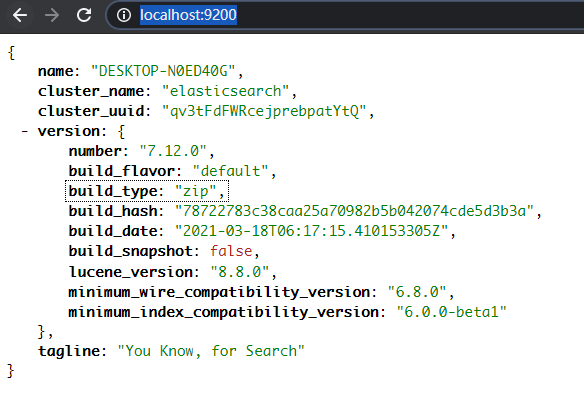 localhost:9200
{
name: "DESKTOP-N0ED40G",
cluster_name: "elasticsearch",
cluster_uuid: "qv3tFdFWRcejprebpatYtQ",
- version: {
number: "7.12.0",
build_flavor: "default",
build_type: "zip",
build_hash: "78722783c38caa25a70982b5b042074cde5d3b3a",
build_date: "2021-03-18T06:17:15.410153305Z",
build_snapshot: false,
lucene_version: "8.8.0",
minimum_wire_compatibility_version: "6.8.0",
minimum_index_compatibility_version: "6.0.0-beta1"
},
tagline: "You Know, for Search"
}